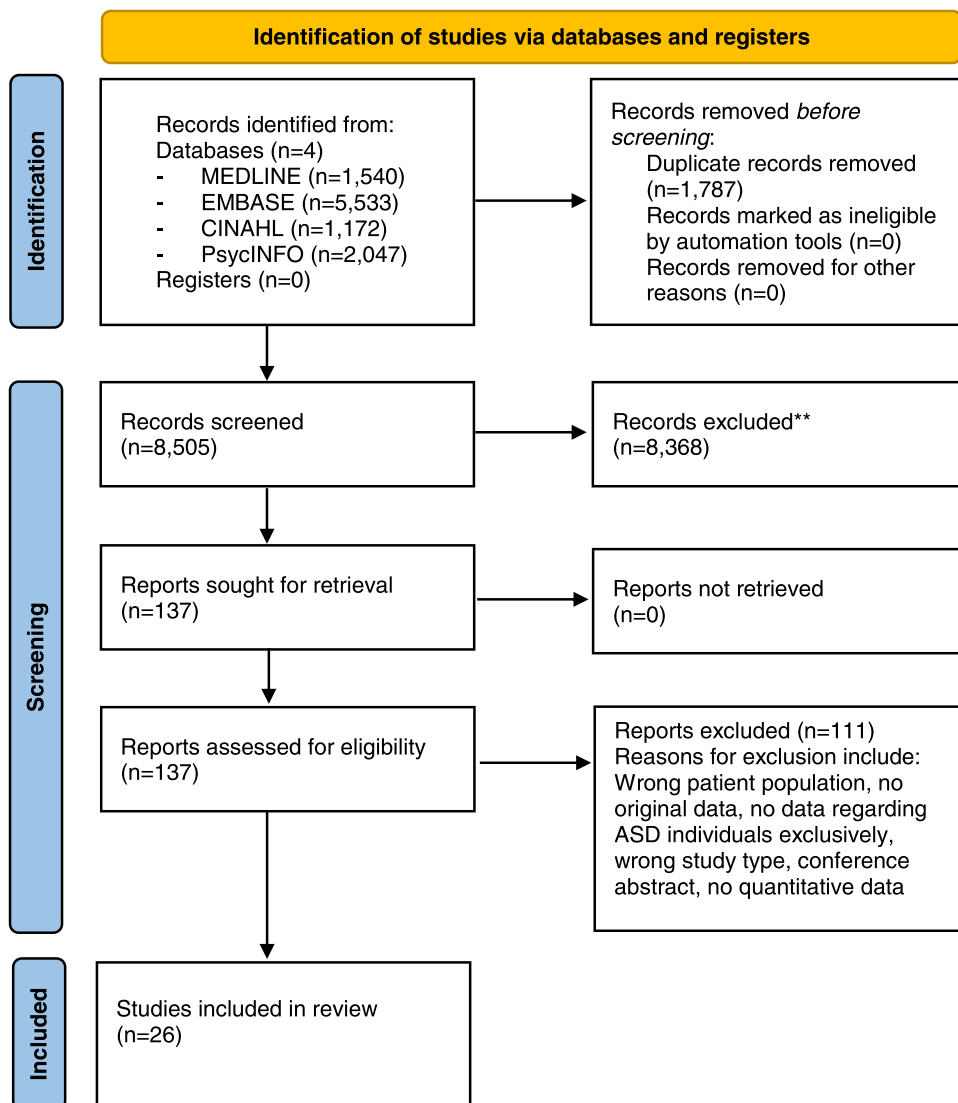 Identification of studies via databases and registers
Identification
Records identified from:
Databases (n=4)
- MEDLINE (n=1,540)
- EMBASE (n=5,533)
- CINAHL (n=1,172)
- PsycINFO (n=2,047)
Registers (n=0)
Records removed before
screening:
Duplicate records removed
(n=1,787)
Records marked as ineligible
by automation tools (n=0)
Records removed for other
reasons (n=0)
Screening
Records screened
(n=8,505)
Records excluded**
(n=8,368)
Reports sought for retrieval
(n=137)
Reports not retrieved
(n=0)
Reports assessed for eligibility
(n=137)
Reports excluded (n=111)
Reasons for exclusion include:
Wrong patient population, no
original data, no data regarding
ASD individuals exclusively,
wrong study type, conference
abstract, no quantitative data
Included
Studies included in review
(n=26)